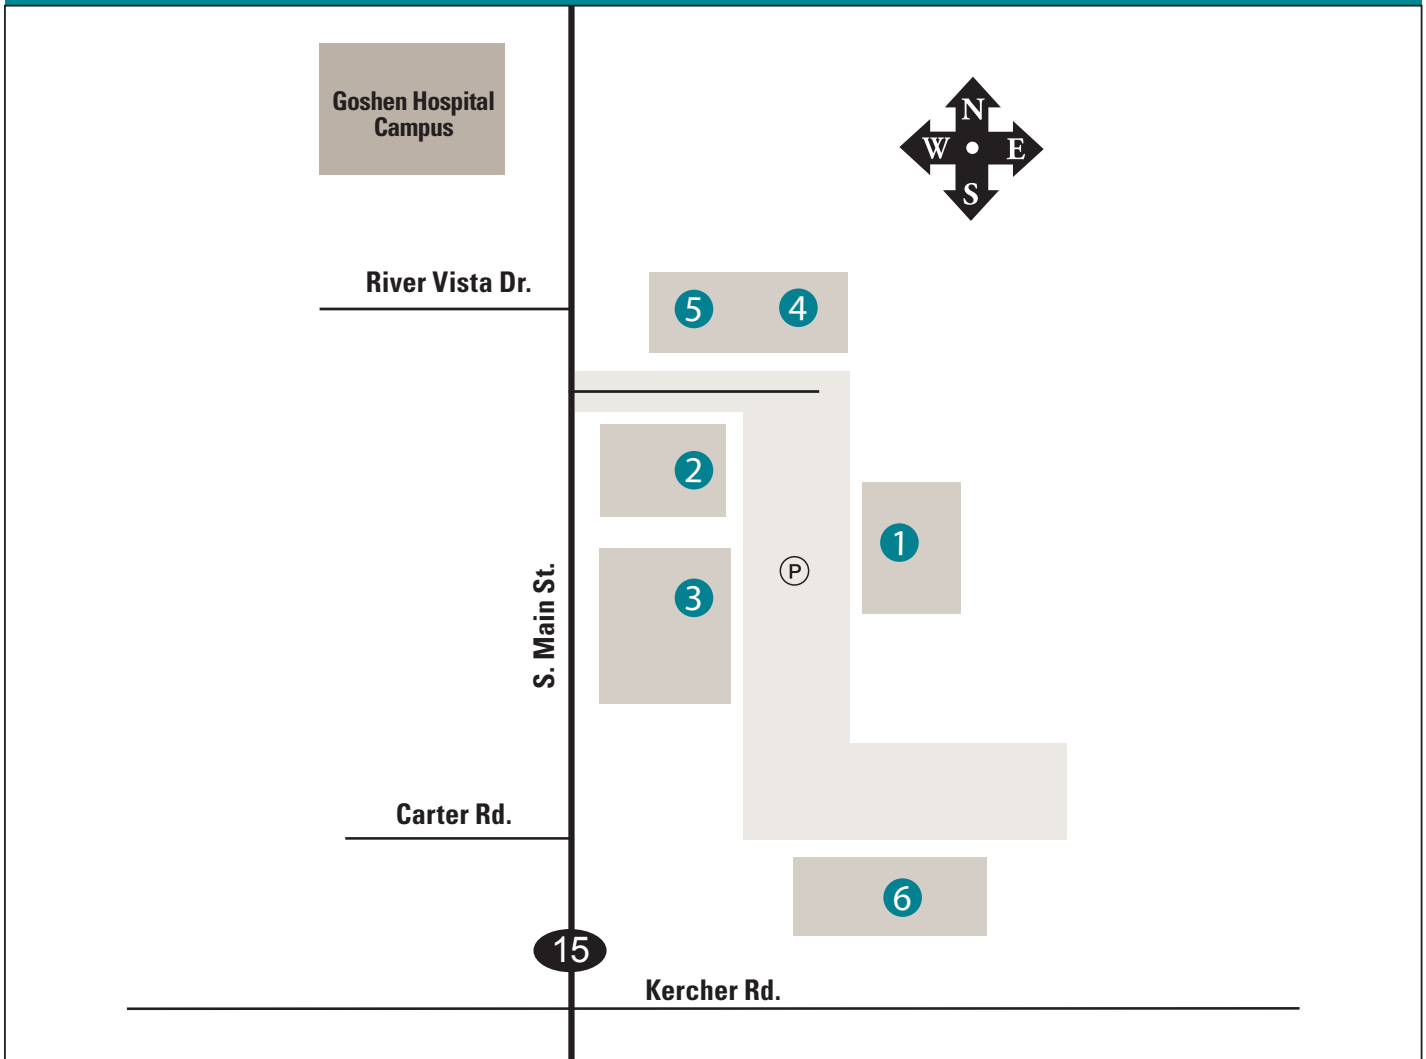 Goshen Hospital
Campus
N
W E
S
River Vista Dr.
5 4
2
1
P
3
S. Main St.
Carter Rd.
6
15
Kercher Rd.